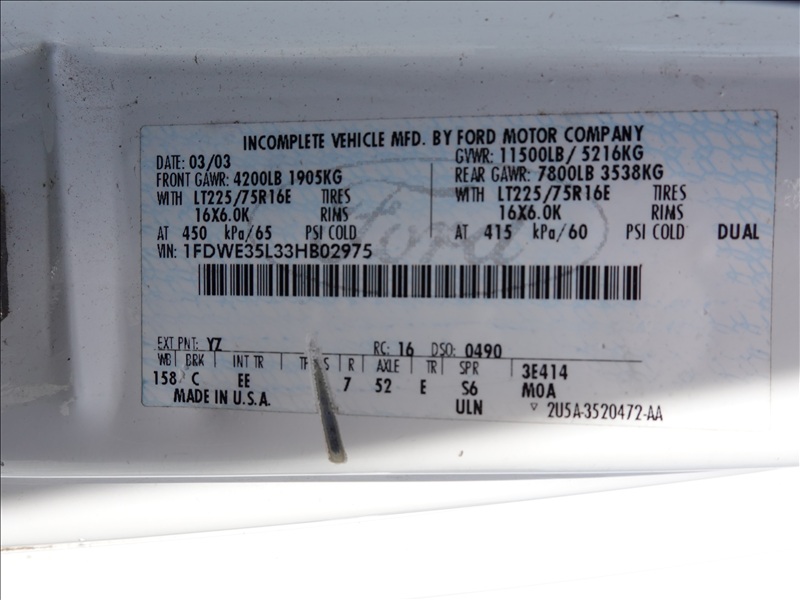 INCOMPLETE VEHICLE MFD. BY FORD MOTOR COMPANY
DATE: 03/03 GVWR: 11500LB/ 5216KG
FRONT GAWR: 4200LB 1905KG REAR GAWR: 7800LB 3538KG
WITH LT225/75R16E TIRES WITH LT225/75R16E TIRES
16X6.0K RIMS 16X6.0K RIMS
AT 450 kPa/65 PSI COLD AT 415 kPa/60 PSI COLD DUAL
VIN: 1FDWE35L33HB02975
Ford
EXT PNT: YZ RC: 16 DSO: 0490
WB BRK INT TR R AXLE TR SPR 3E414
158 C EE 7 52 E S6 M0A
MADE IN U.S.A. ULN 2U5A-3520472-AA